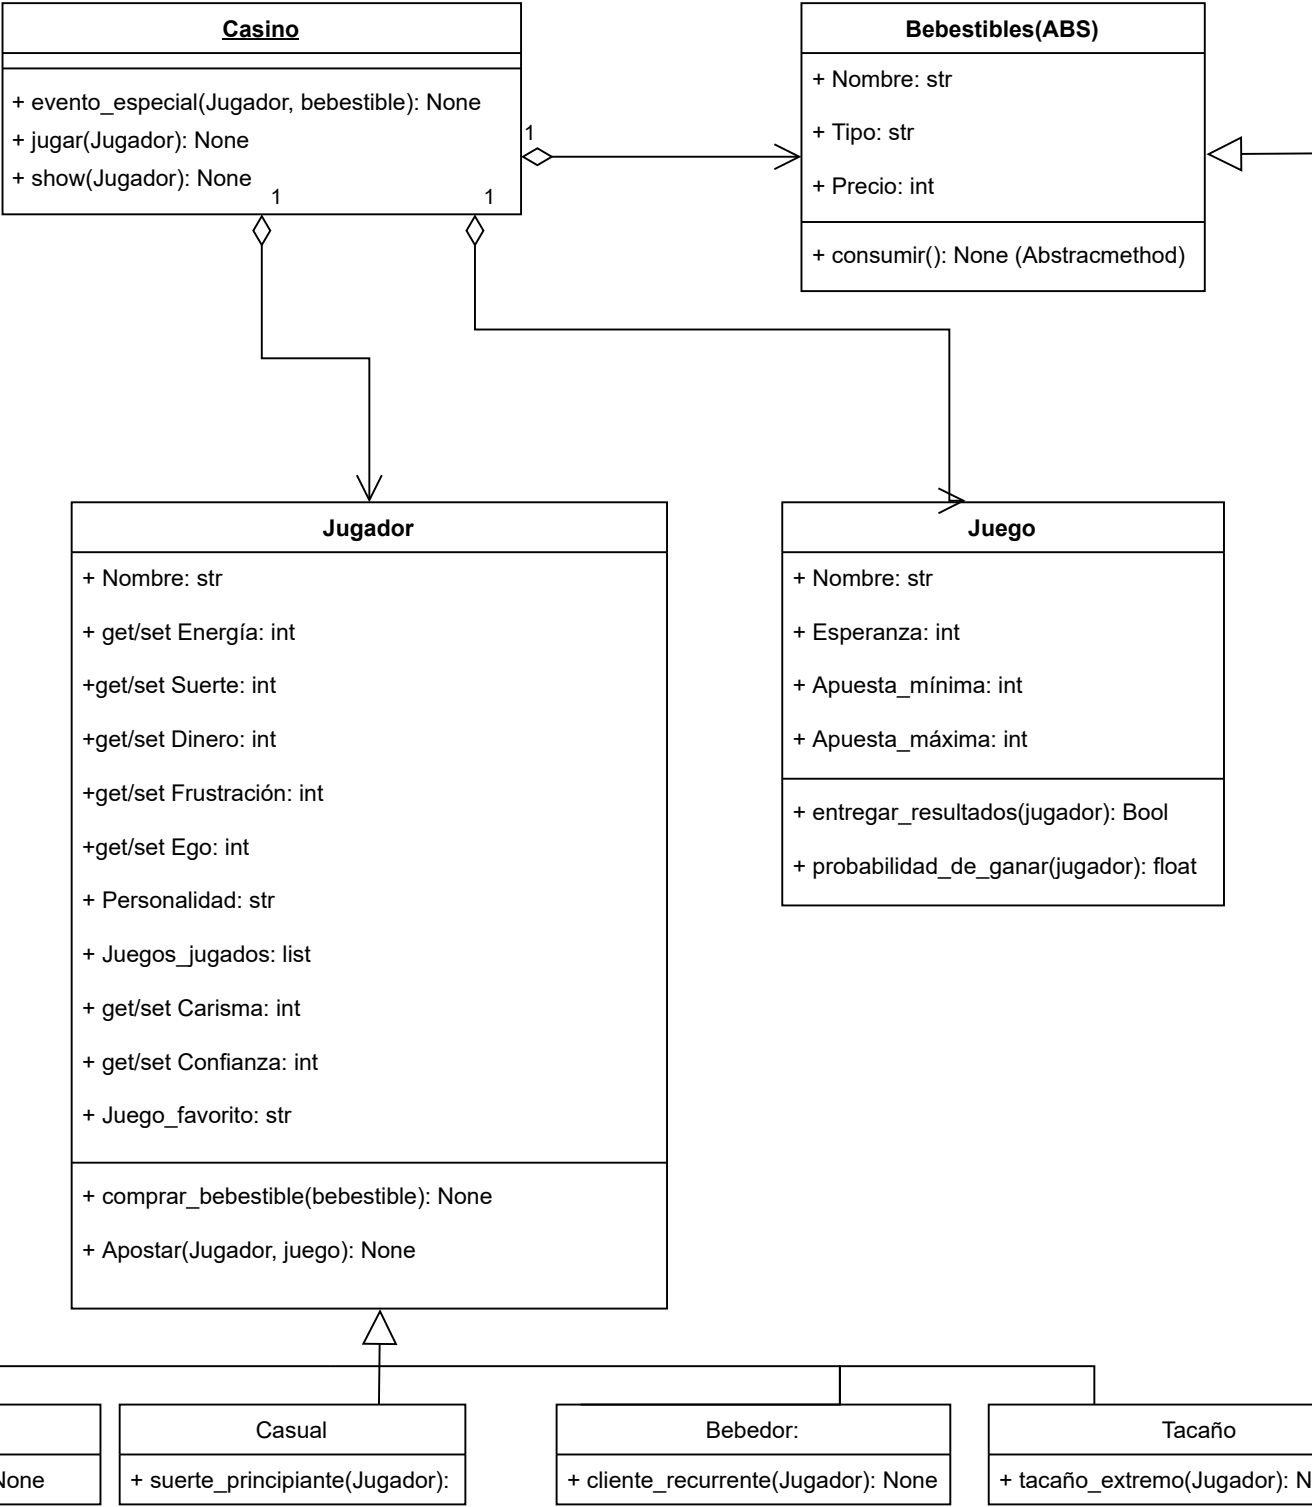 Casino
+ evento_especial(Jugador, bebestible): None
+ jugar(Jugador): None
+ show(Jugador): None
1
1
1
Bebestibles(ABS)
+ Nombre: str
+ Tipo: str
+ Precio: int
+ consumir(): None (Abstracmethod)
Jugador
+ Nombre: str
+ get/set Energía: int
+get/set Suerte: int
+get/set Dinero: int
+get/set Frustración: int
+get/set Ego: int
+ Personalidad: str
+ Juegos_jugados: list
+ get/set Carisma: int
+ get/set Confianza: int
+ Juego_favorito: str
+ comprar_bebestible(bebestible): None
+ Apostar(Jugador, juego): None
Juego
+ Nombre: str
+ Esperanza: int
+ Apuesta_mínima: int
+ Apuesta_máxima: int
+ entregar_resultados(jugador): Bool
+ probabilidad_de_ganar(jugador): float
None
Casual
+ suerte_principiante(Jugador):
Bebedor:
+ cliente_recurrente(Jugador): None
Tacaño
+ tacaño_extremo(Jugador): N